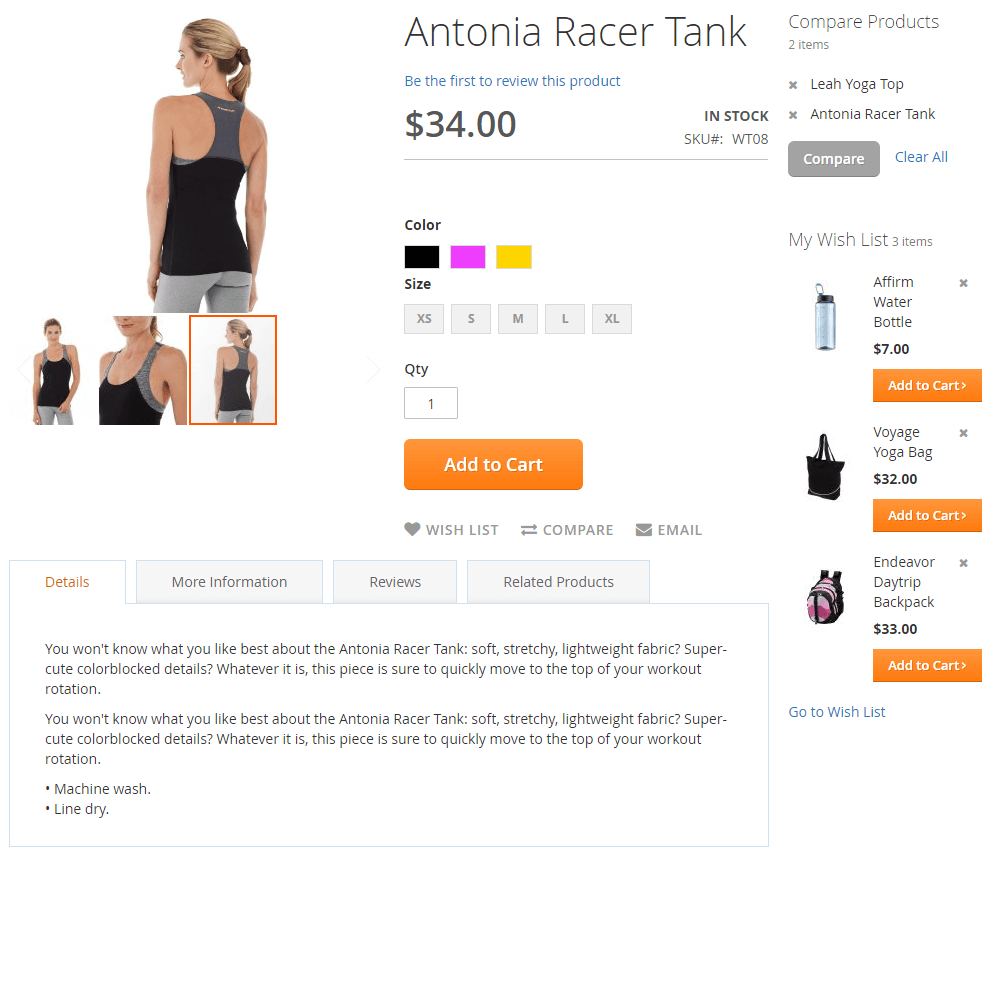 Antonia Racer Tank
Be the first to review this product
$34.00
IN STOCK
SKU#: WT08
Color
Size
XS S M L XL
Qty
1
Add to Cart
WISH LIST COMPARE EMAIL
Details More Information Reviews Related Products
You won't know what you like best about the Antonia Racer Tank: soft, stretchy, lightweight fabric? Super-
cute colorblocked details? Whatever it is, this piece is sure to quickly move to the top of your workout
rotation.
You won't know what you like best about the Antonia Racer Tank: soft, stretchy, lightweight fabric? Super-
cute colorblocked details? Whatever it is, this piece is sure to quickly move to the top of your workout
rotation.
• Machine wash.
• Line dry.
Compare Products
2 items
Leah Yoga Top
Antonia Racer Tank
Compare Clear All
My Wish List 3 items
Affirm
Water
Bottle
$7.00
Add to Cart›
Voyage
Yoga Bag
$32.00
Add to Cart›
Endeavor
Daytrip
Backpack
$33.00
Add to Cart›
Go to Wish List